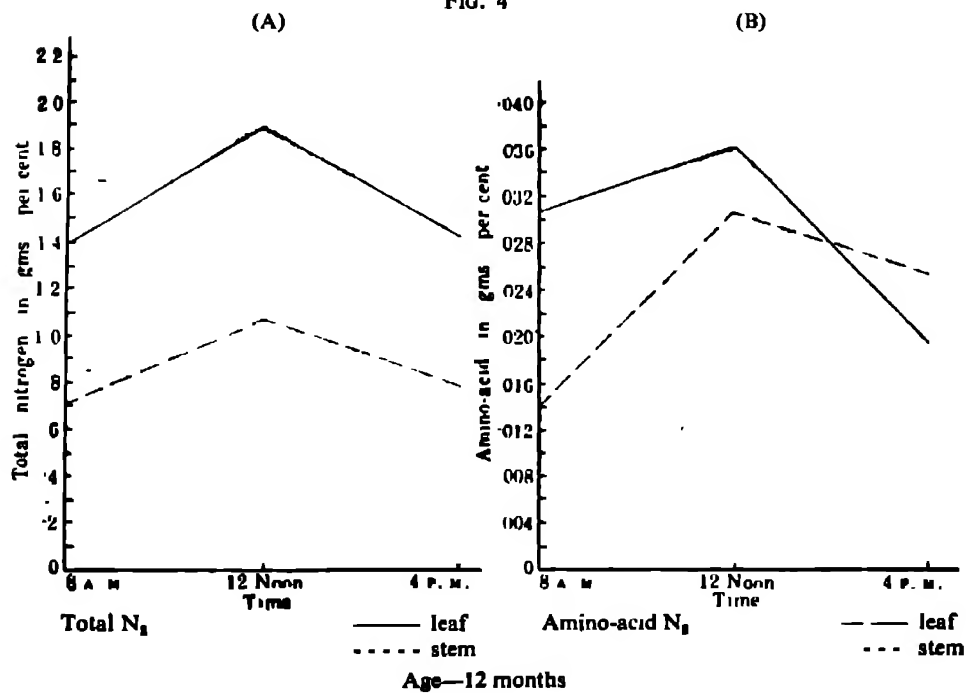 FIG. 4
(A)
(B)
Total nitrogen in gms per cent
2 2
2 0
1 8
1 6
1 4
1 2
1 0
8
6
·4
·2
0
8 A M
12 Noon
4 P. M.
Time
Total N₂
leaf
stem
Amino-acid in gms per cent
·040
036
032
028
024
020
016
·012
008
004
0
8 A M
12 Noon
4 P. M.
Time
Amino-acid N₂
leaf
stem
Age—12 months